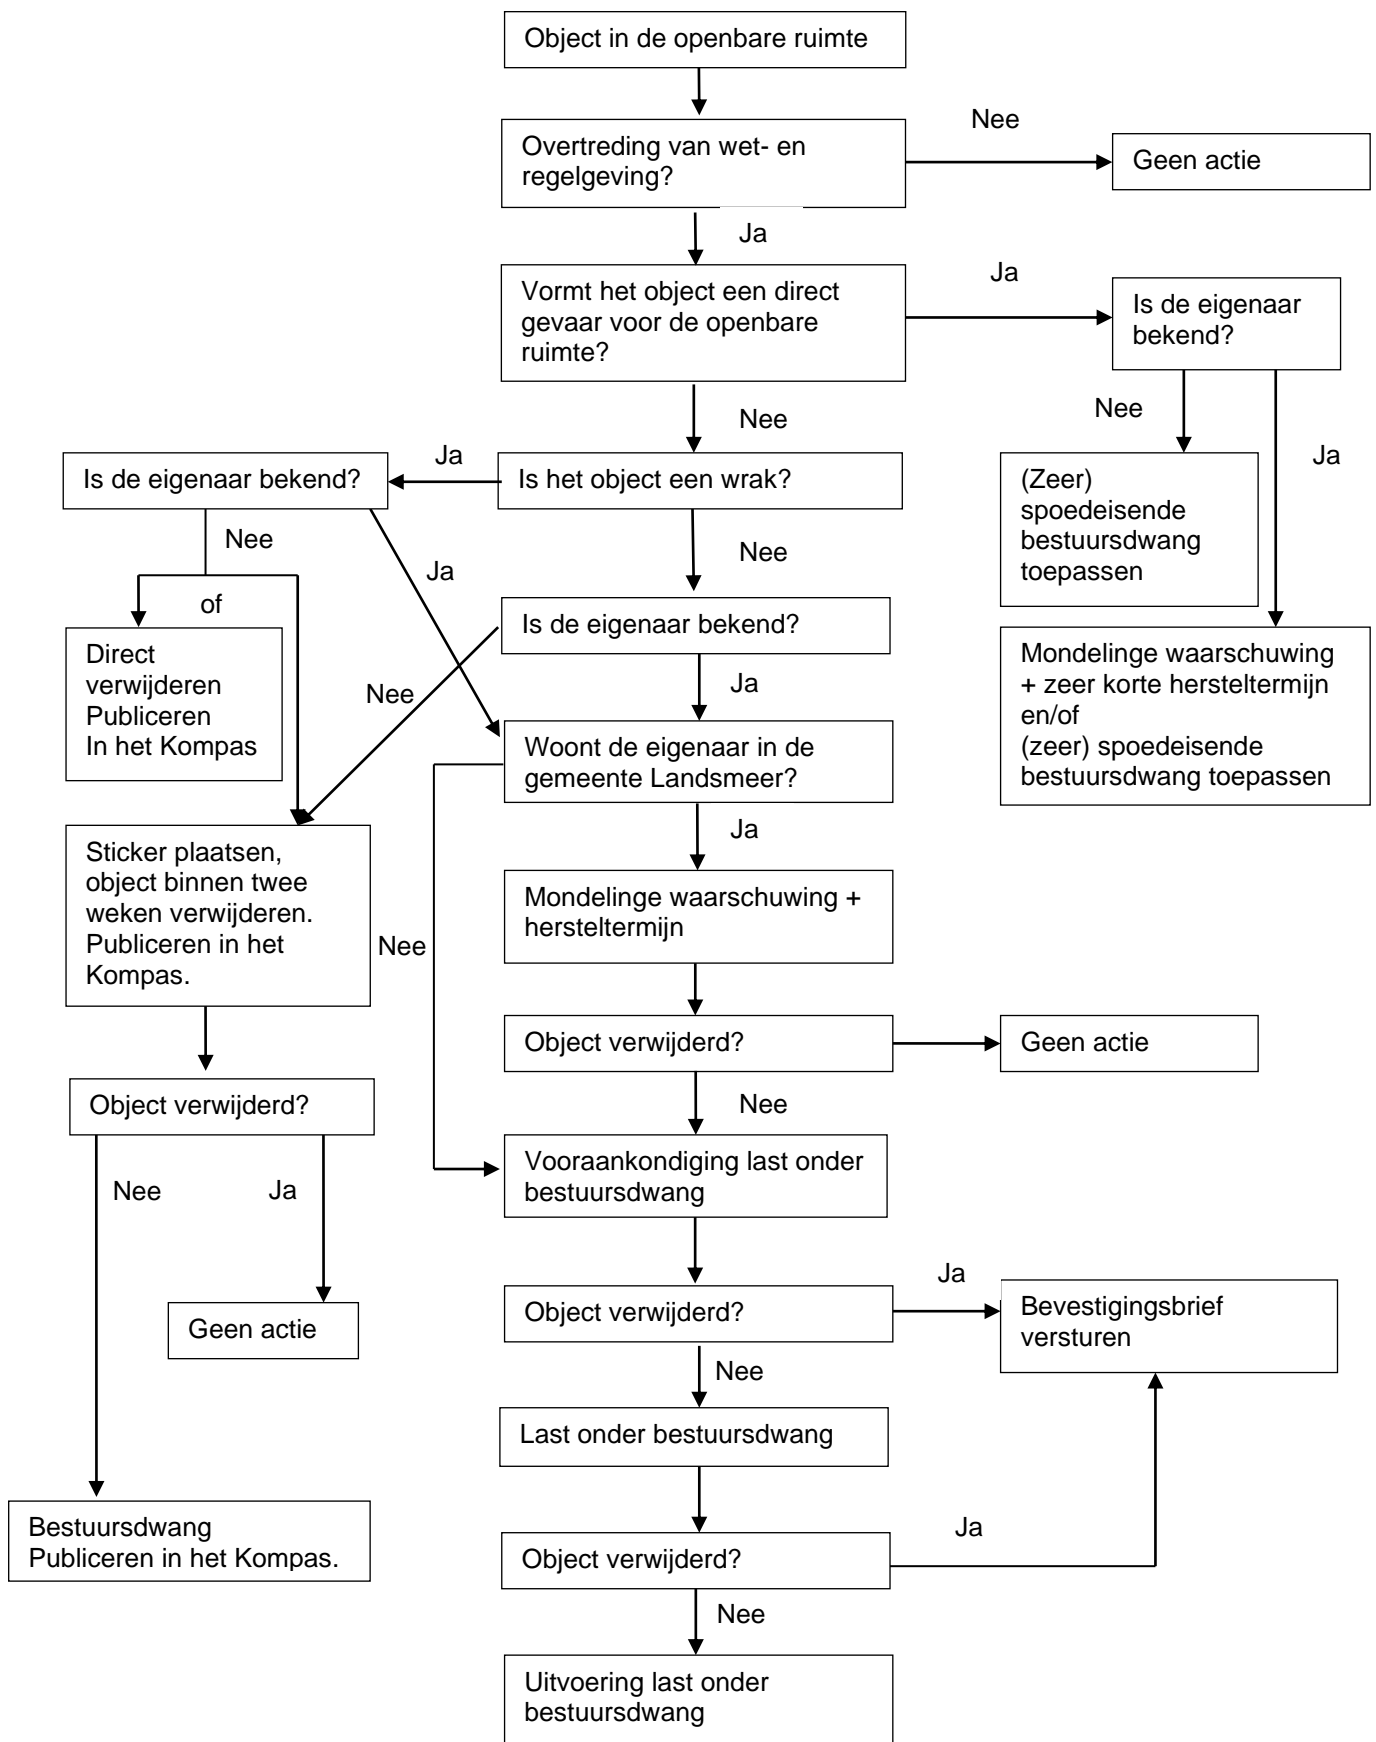 Object in de openbare ruimte
Nee
Overtreding van wet- en
regelgeving?
Geen actie
Ja
Ja
Vormt het object een direct
gevaar voor de openbare
ruimte?
Is de eigenaar
bekend?
Nee
Nee
Ja
Ja
Is de eigenaar bekend?
Is het object een wrak?
(Zeer)
spoedeisende
bestuursdwang
toepassen
Nee
Nee
Ja
of
Is de eigenaar bekend?
Direct
verwijderen
Publiceren
In het Kompas
Mondelinge waarschuwing
+ zeer korte hersteltermijn
en/of
(zeer) spoedeisende
bestuursdwang toepassen
Nee
Ja
Woont de eigenaar in de
gemeente Landsmeer?
Ja
Sticker plaatsen,
object binnen twee
weken verwijderen.
Publiceren in het
Kompas.
Mondelinge waarschuwing +
hersteltermijn
Nee
Object verwijderd?
Geen actie
Object verwijderd?
Nee
Vooraankondiging last onder
bestuursdwang
Nee
Ja
Ja
Object verwijderd?
Bevestigingsbrief
versturen
Geen actie
Nee
Last onder bestuursdwang
Bestuursdwang
Publiceren in het Kompas.
Ja
Object verwijderd?
Nee
Uitvoering last onder
bestuursdwang